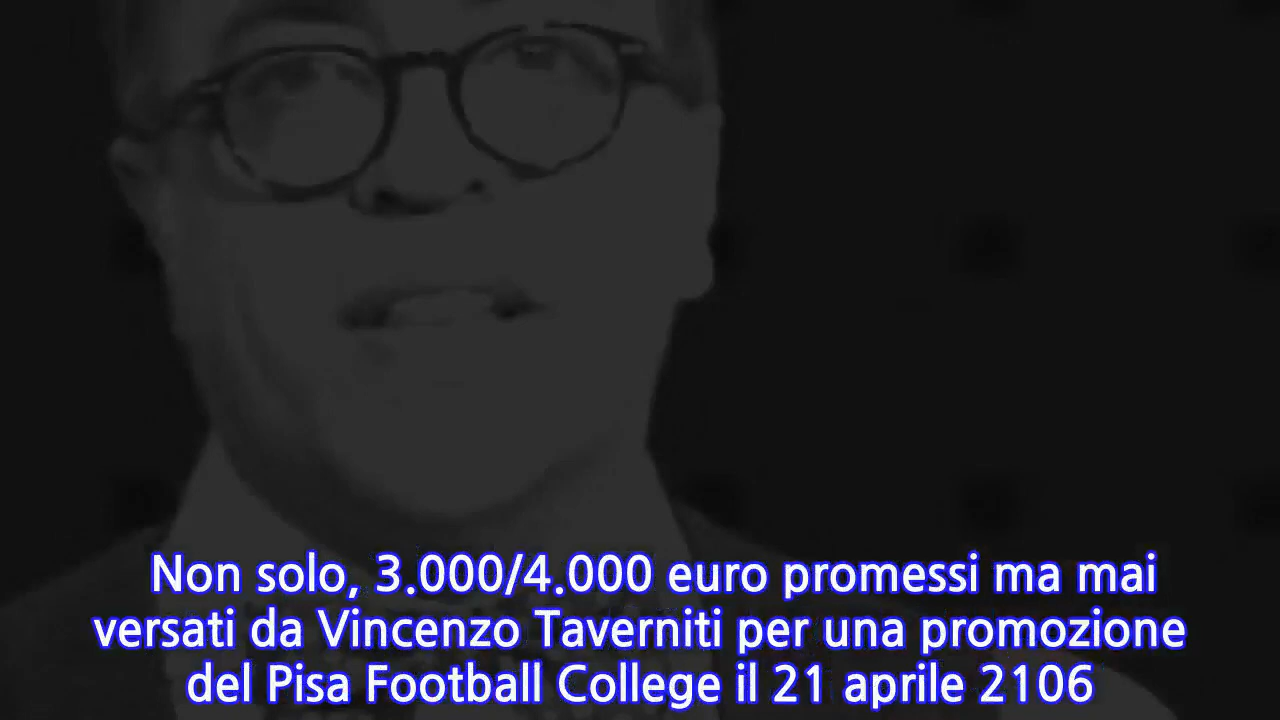 Non solo, 3.000/4.000 euro promessi ma mai
versati da Vincenzo Taverniti per una promozione
del Pisa Football College il 21 aprile 2106